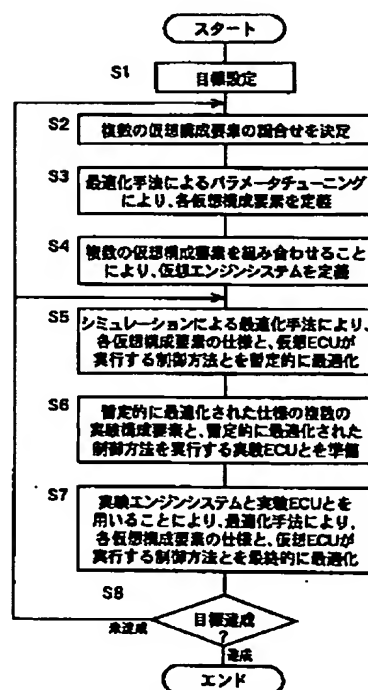 スタート
S1
目標設定
S2
複数の仮想構成要素の組合せを決定
S3
最適化手法によるパラメータチューニング
により、各仮想構成要素を定義
S4
複数の仮想構成要素を組み合わせること
により、仮想エンジンシステムを定義
S5
シミュレーションによる最適化手法により、
各仮想構成要素の仕様と、仮想ECUが
実行する制御方法とを暫定的に最適化
S6
暫定的に最適化された仕様の複数の
実験構成要素と、暫定的に最適化された
制御方法を実行する実験ECUとを準備
S7
実験エンジンシステムと実験ECUとを
用いることにより、最適化手法により、
各仮想構成要素の仕様と、仮想ECUが
実行する制御方法とを最終的に最適化
S8
目標達成
?
未達成
達成
エンド